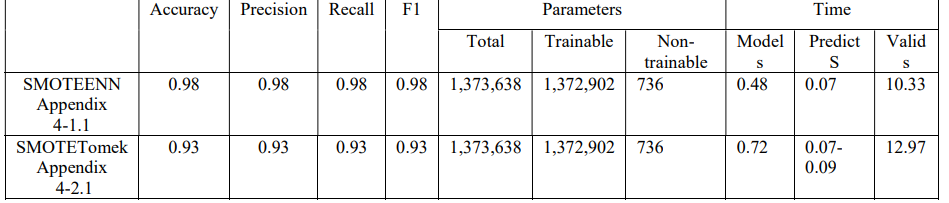 Accuracy Precision Recall F1 Parameters Time
Total Trainable Non- Model Predict Valid
trainable s S s
SMOTEENN 0.98 0.98 0.98 0.98 1,373,638 1,372,902 736 0.48 0.07 10.33
Appendix
4-1.1
SMOTETomek 0.93 0.93 0.93 0.93 1,373,638 1,372,902 736 0.72 0.07- 12.97
Appendix 0.09
4-2.1